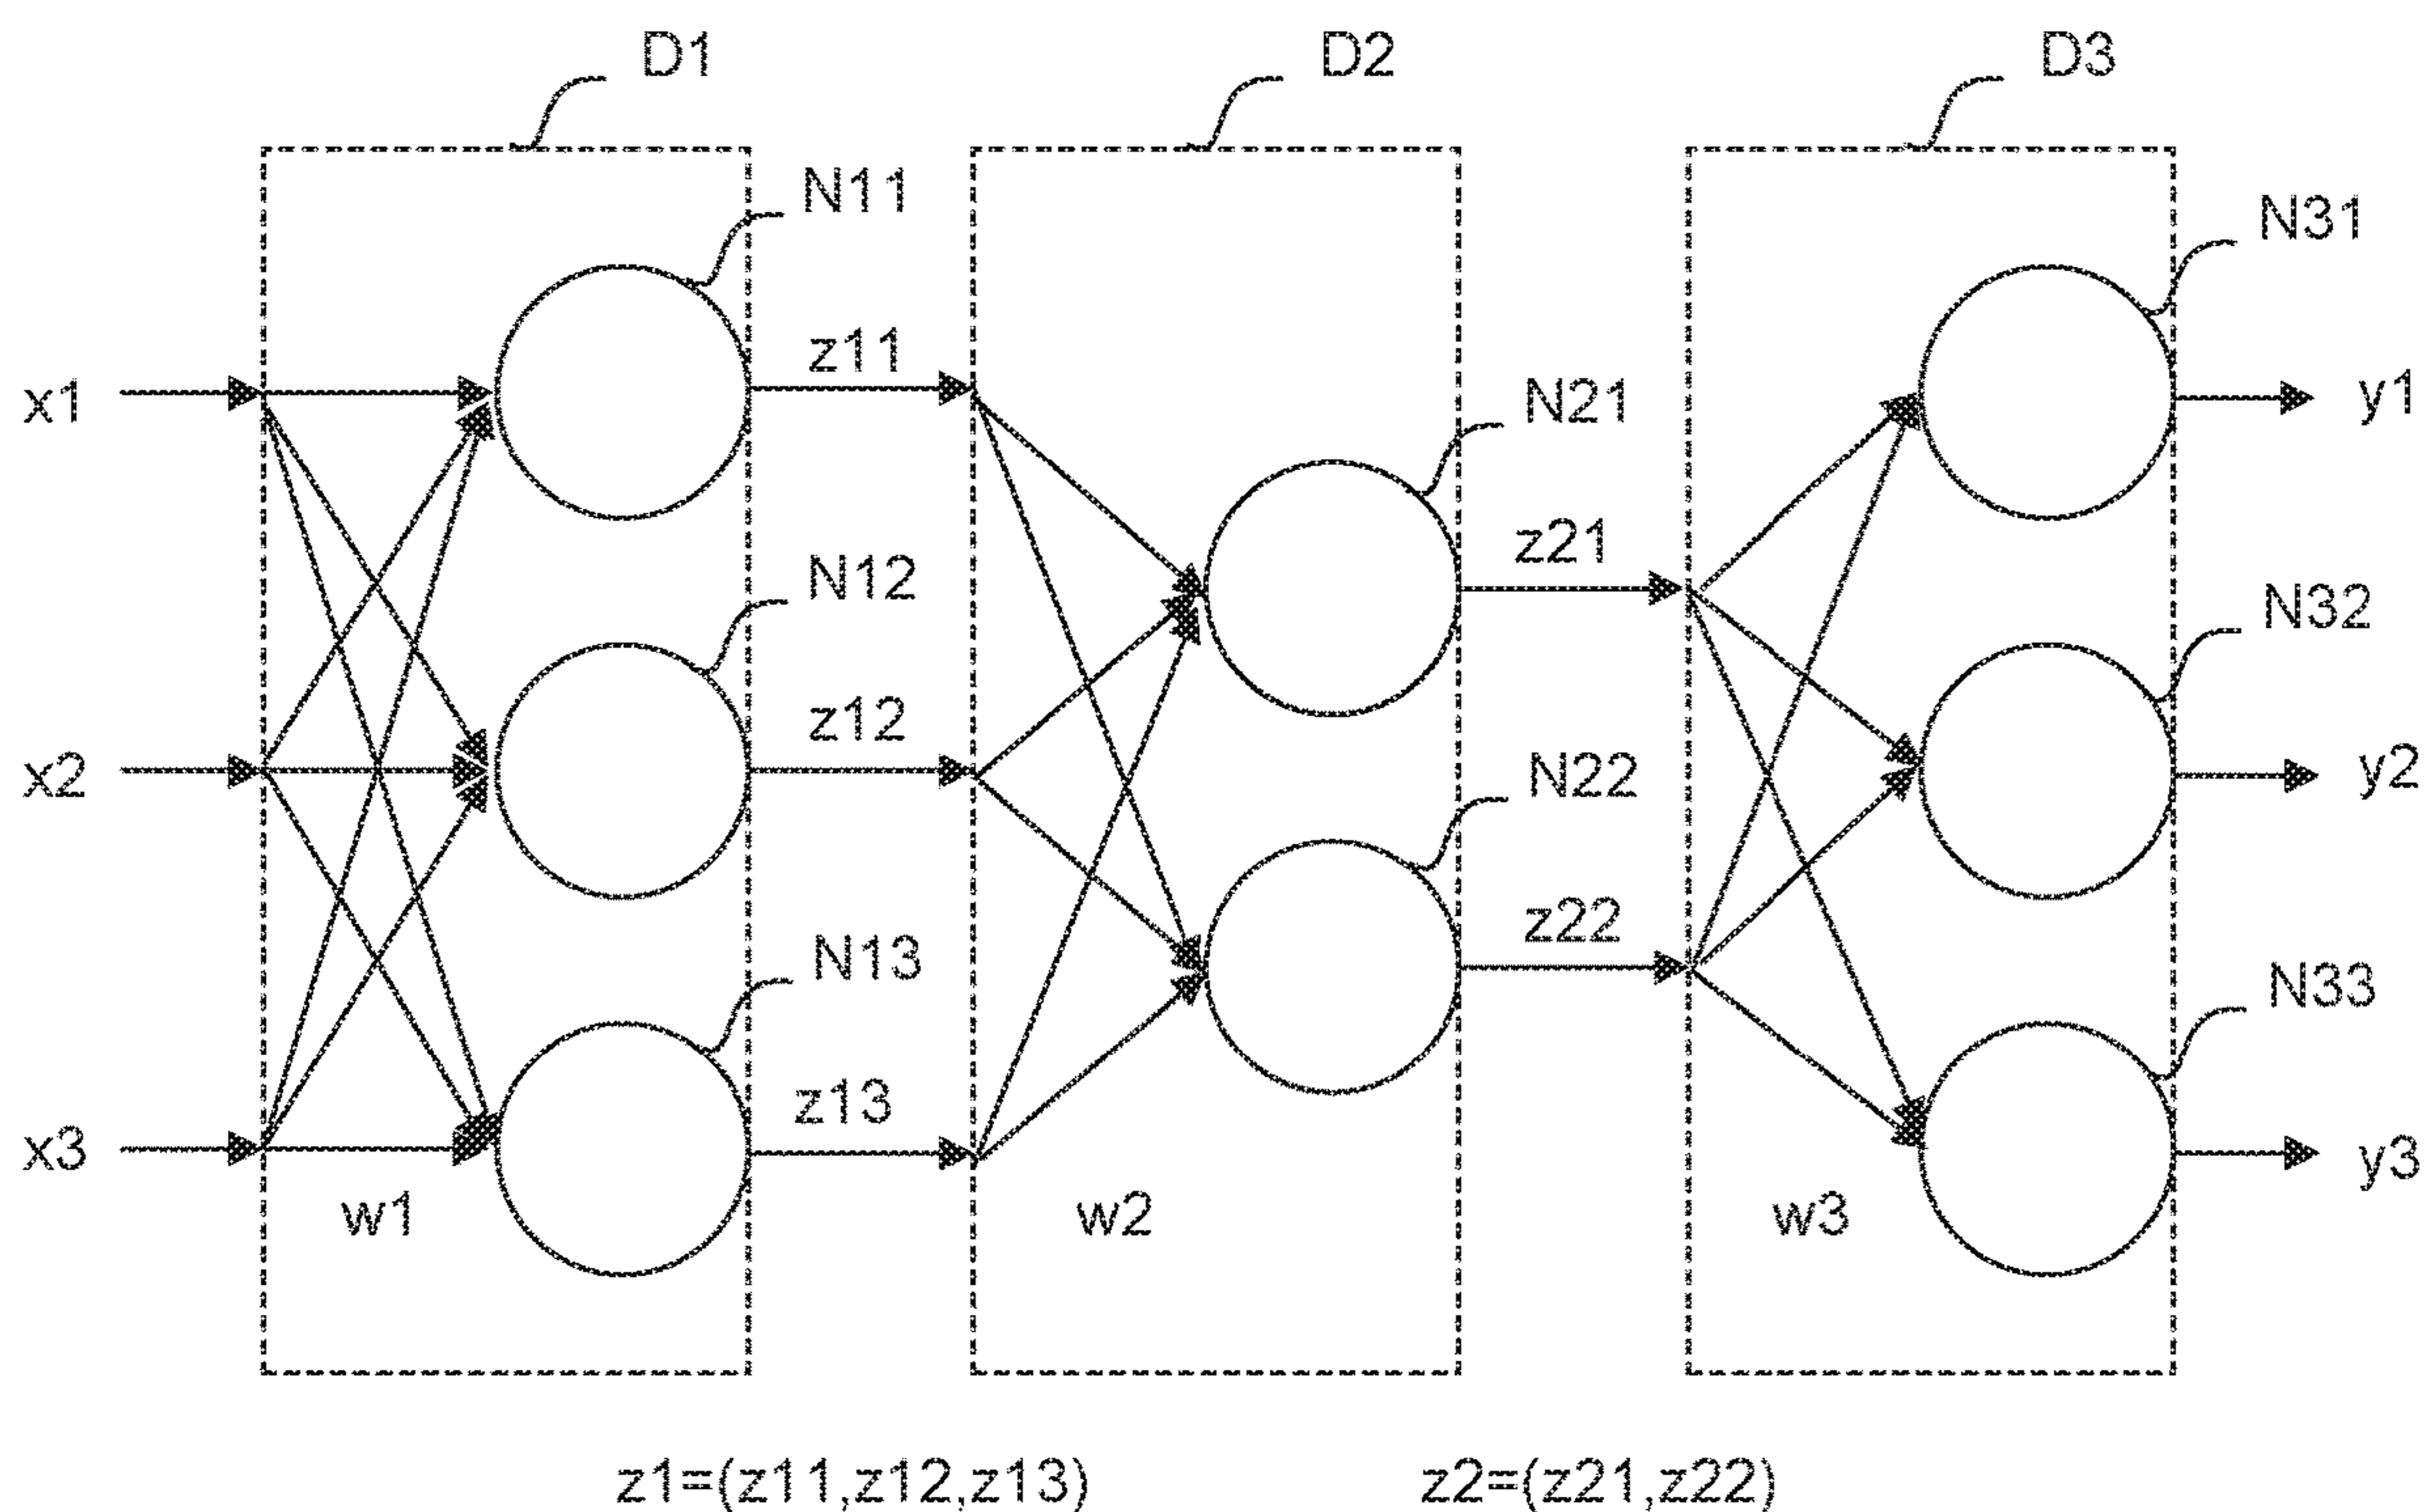 D1
D2
D3
N11
N31
z11
x1
N21
y1
z21
N12
N32
z12
x2
N22
y2
z22
N13
N33
z13
x3
y3
w1
w2
w3
z1=(z11,z12,z13)
z2=(z21,z22)